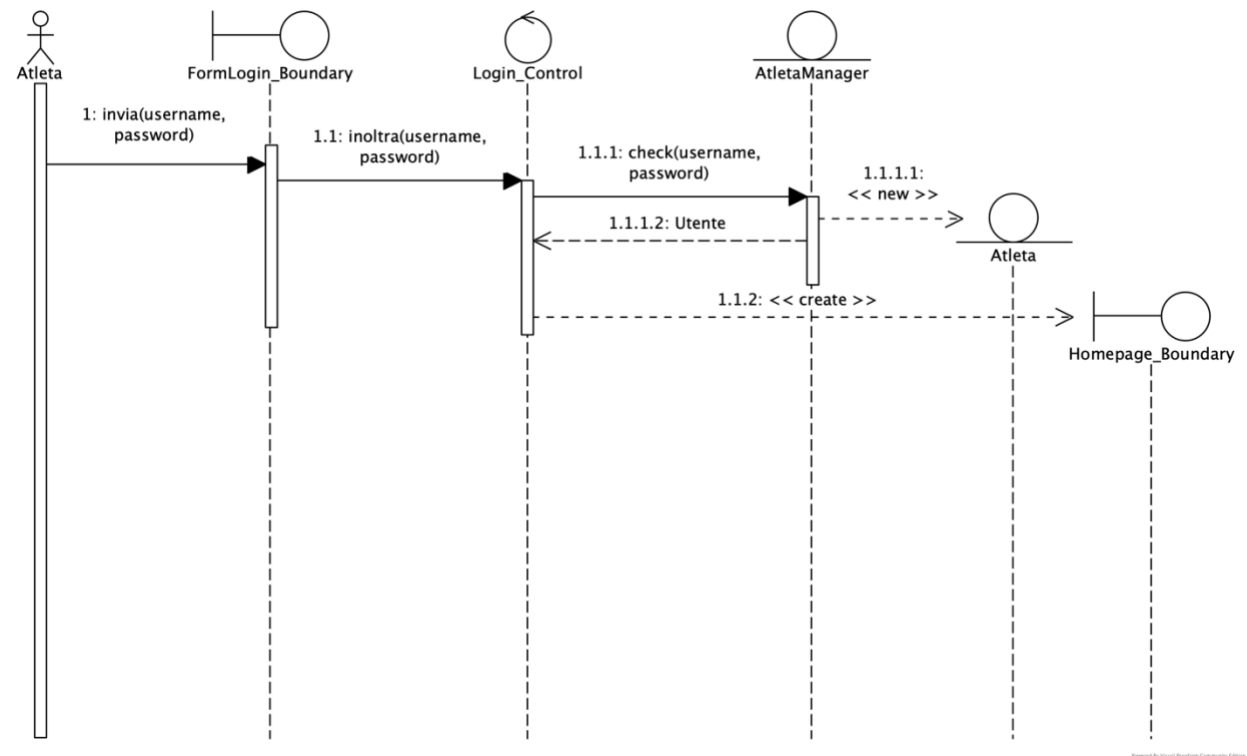 Atleta
FormLogin_Boundary
Login_Control
AtletaManager
1: invia(username,
password)
1.1: inoltra(username,
password)
1.1.1: check(username,
password)
1.1.1.1:
<< new >>
1.1.1.2: Utente
Atleta
1.1.2: << create >>
Homepage_Boundary